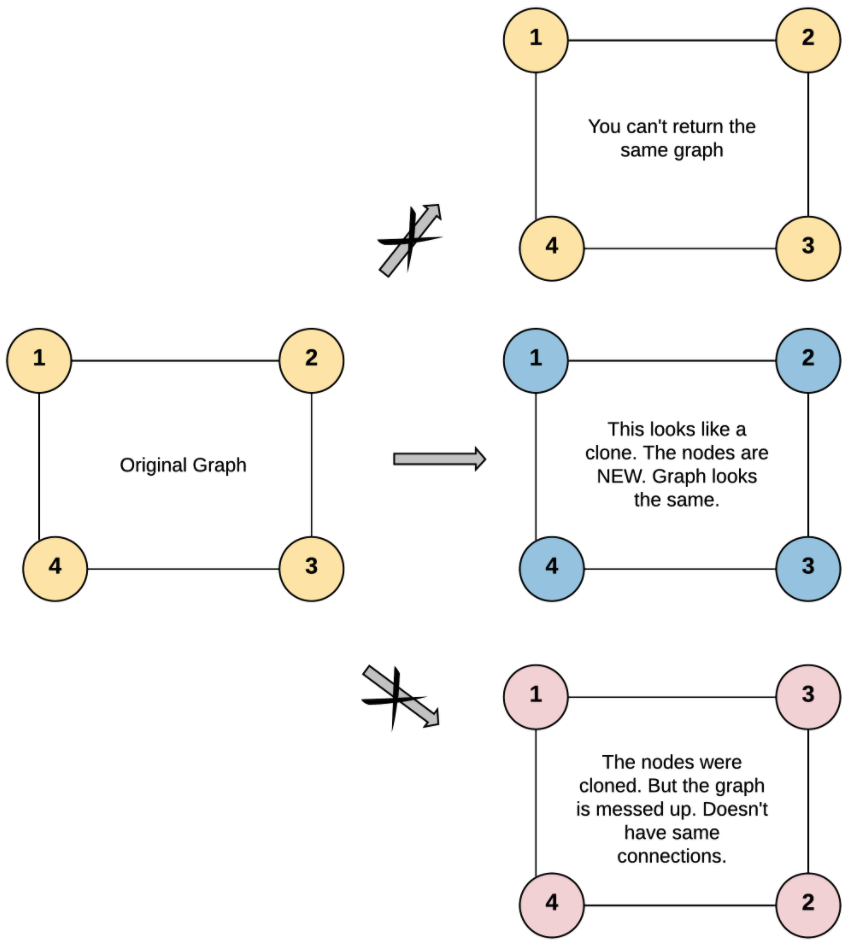 1
2
You can't return the
same graph
4
3
1
2
Original Graph
4
3
1
2
This looks like a
clone. The nodes are
NEW. Graph looks
the same.
4
3
1
3
The nodes were
cloned. But the graph
is messed up. Doesn't
have same
connections.
4
2